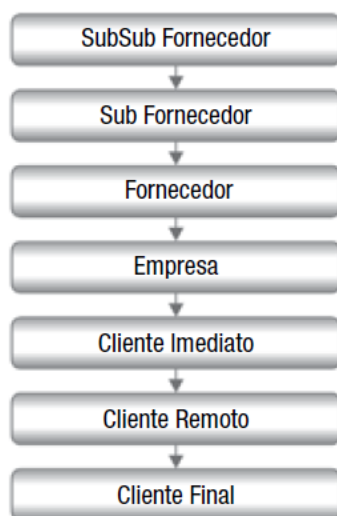 SubSub Fornecedor
Sub Fornecedor
Fornecedor
Empresa
Cliente Imediato
Cliente Remoto
Cliente Final